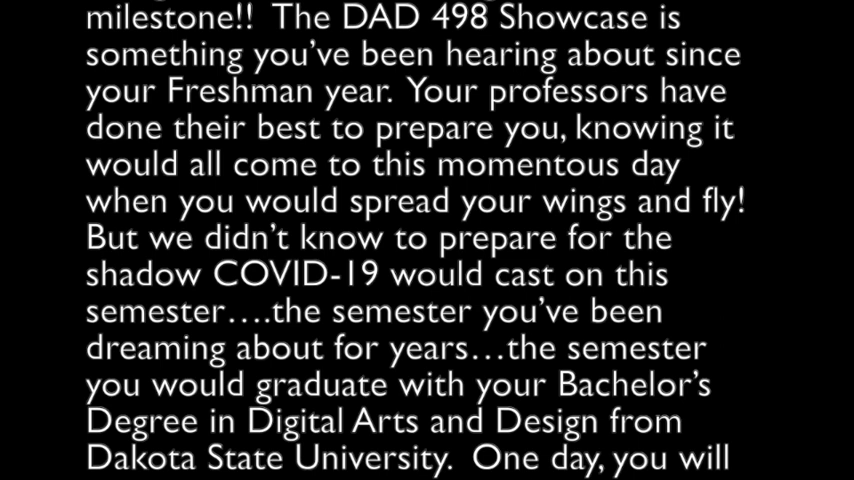 milestone!! The DAD 498 Showcase is
something you've been hearing about since
your Freshman year. Your professors have
done their best to prepare you, knowing it
would all come to this momentous day
when you would spread your wings and fly!
But we didn't know to prepare for the
shadow COVID-19 would cast on this
semester….the semester you've been
dreaming about for years…the semester
you would graduate with your Bachelor's
Degree in Digital Arts and Design from
Dakota State University. One day, you will